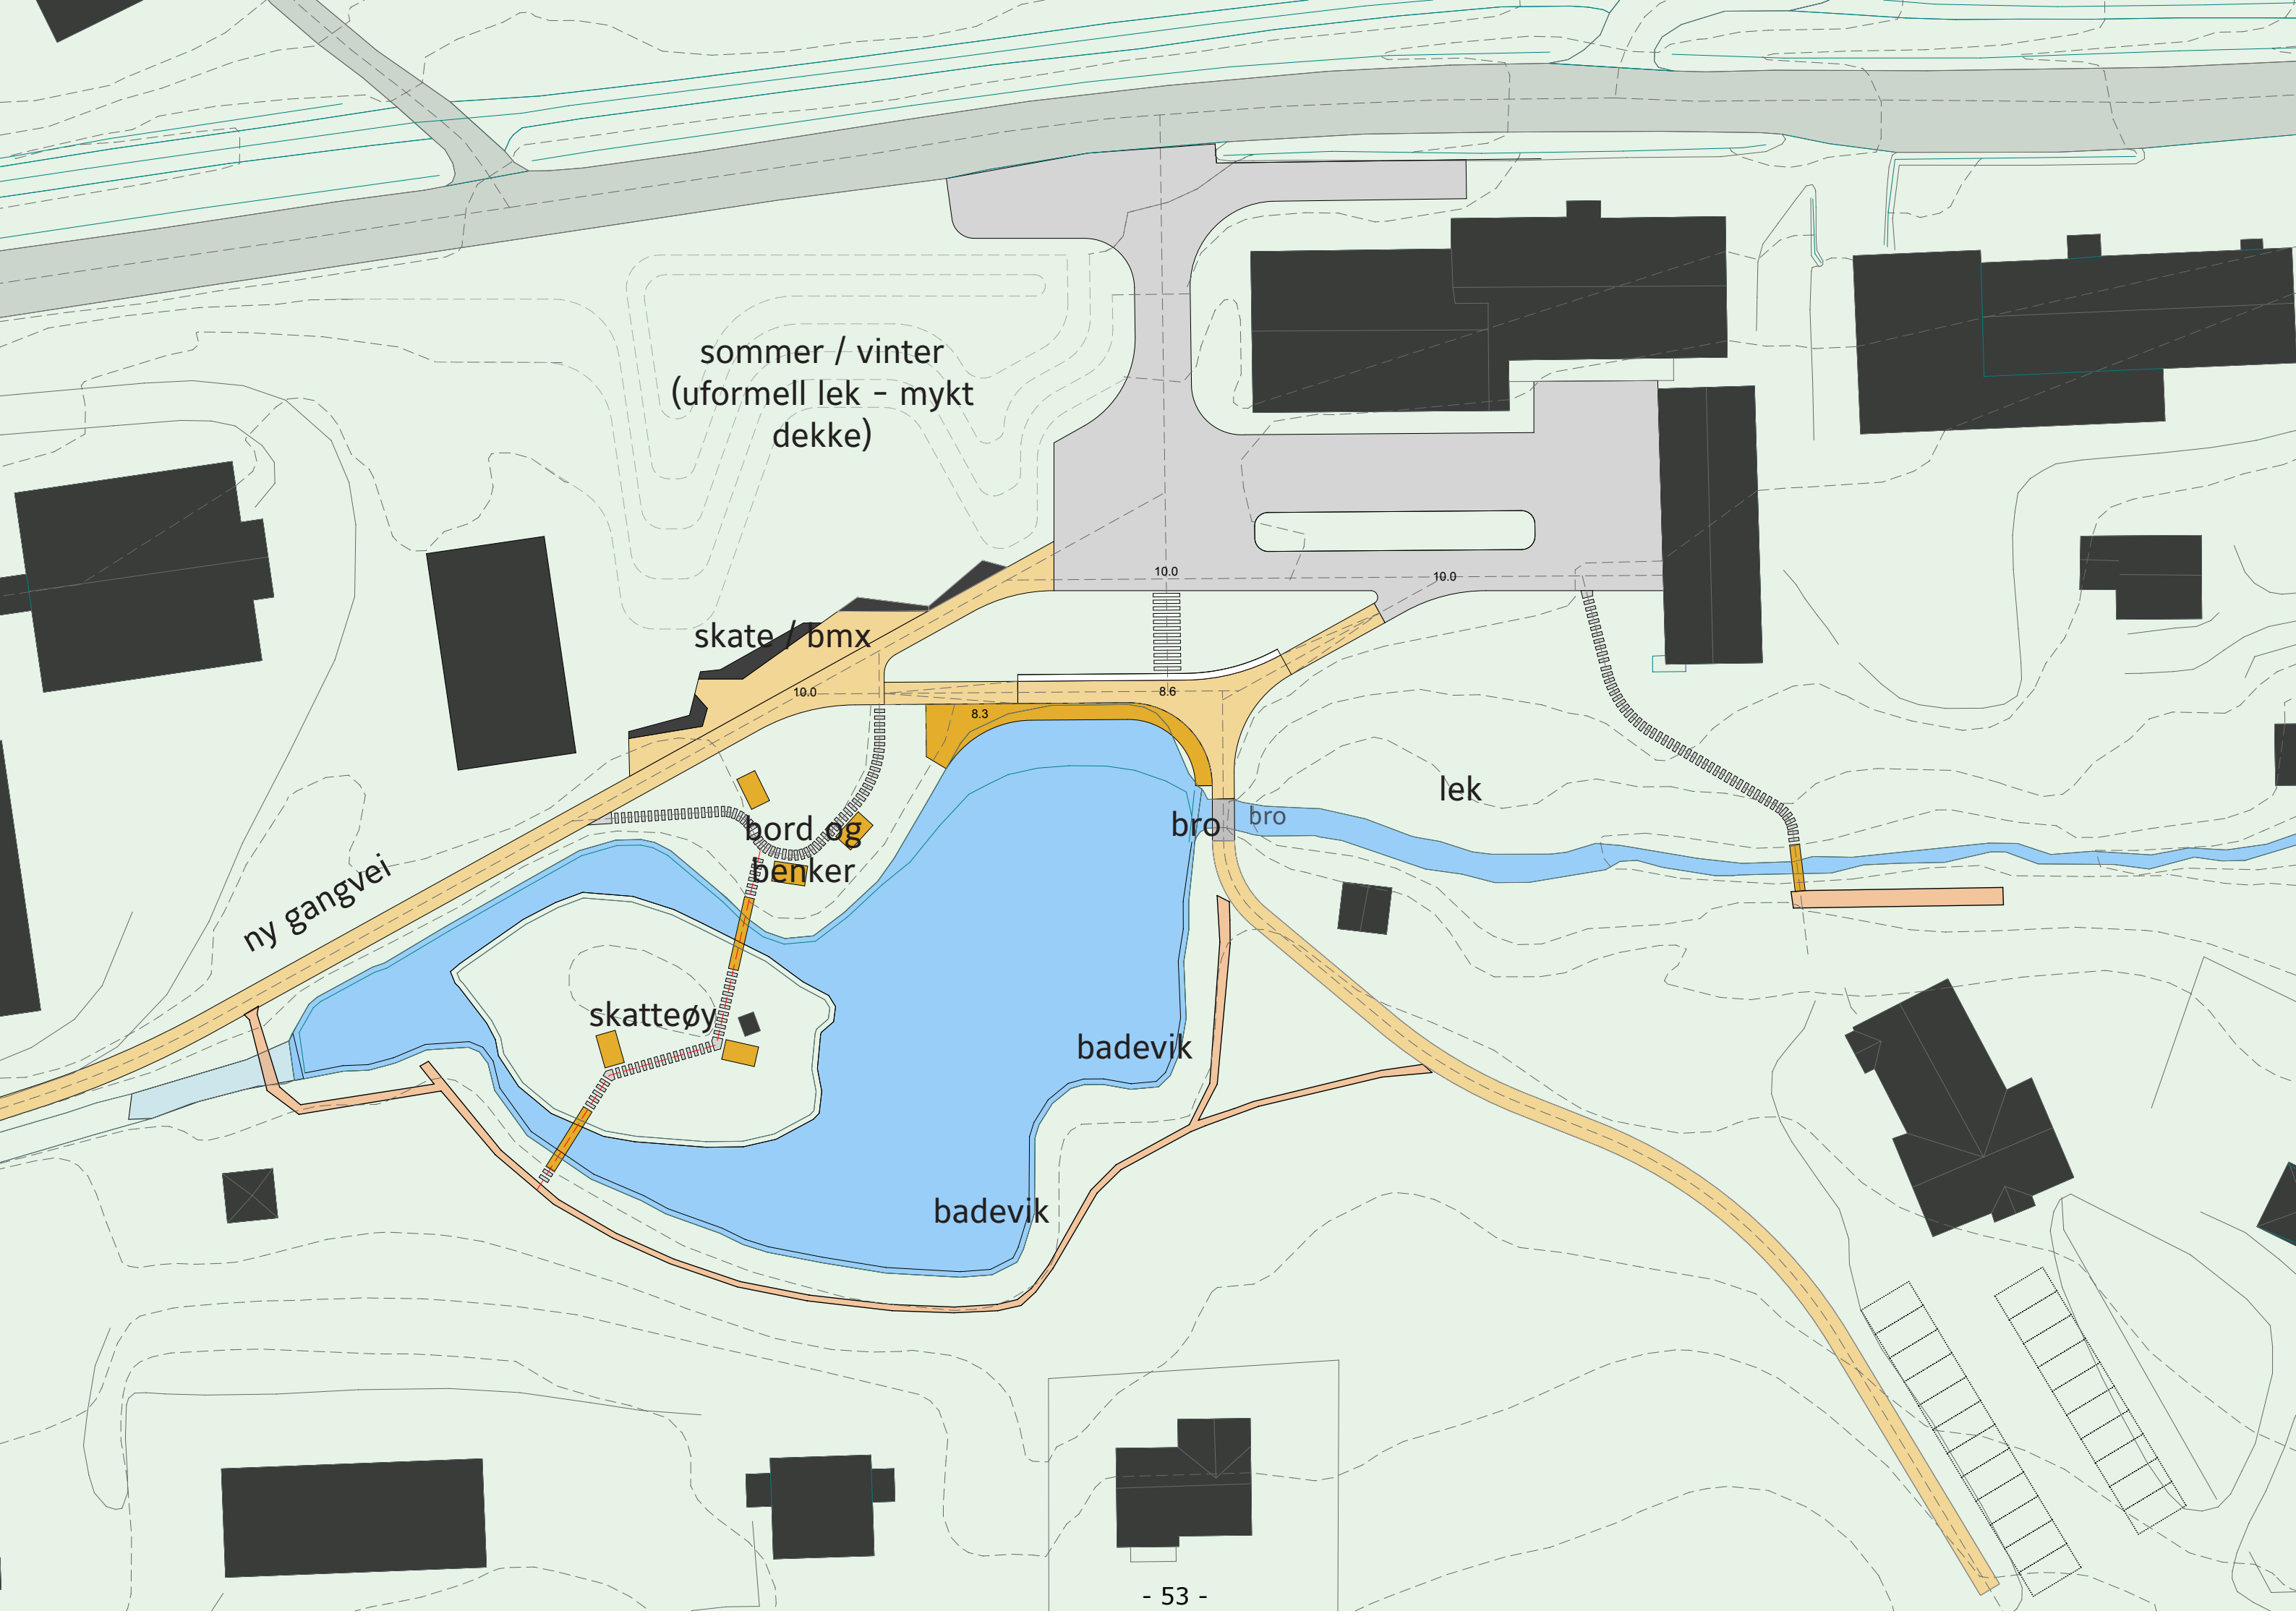 sommer / vinter
(uformell lek - mykt
dekke)
10.0
10.0
skate / bmx
10.0
8.6
8.3
lek
bro
bro
bord og
benker
ny gangvei
skatteøy
badevik
badevik
- 53 -